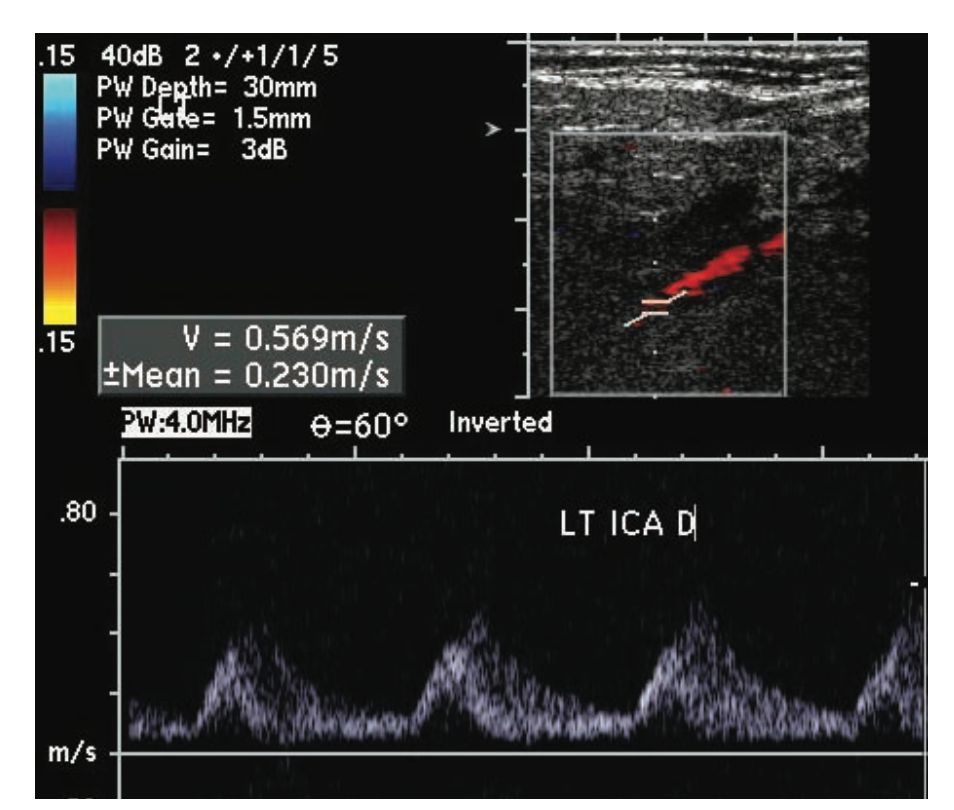 .15 40dB 2 •/+1/1/5
PW Depth= 30mm
PW Gate= 1.5mm
PW Gain= 3dB
.15
V = 0.569m/s
±Mean = 0.230m/s
PW:4.0MHz θ=60° Inverted
.80
LT ICA D
m/s